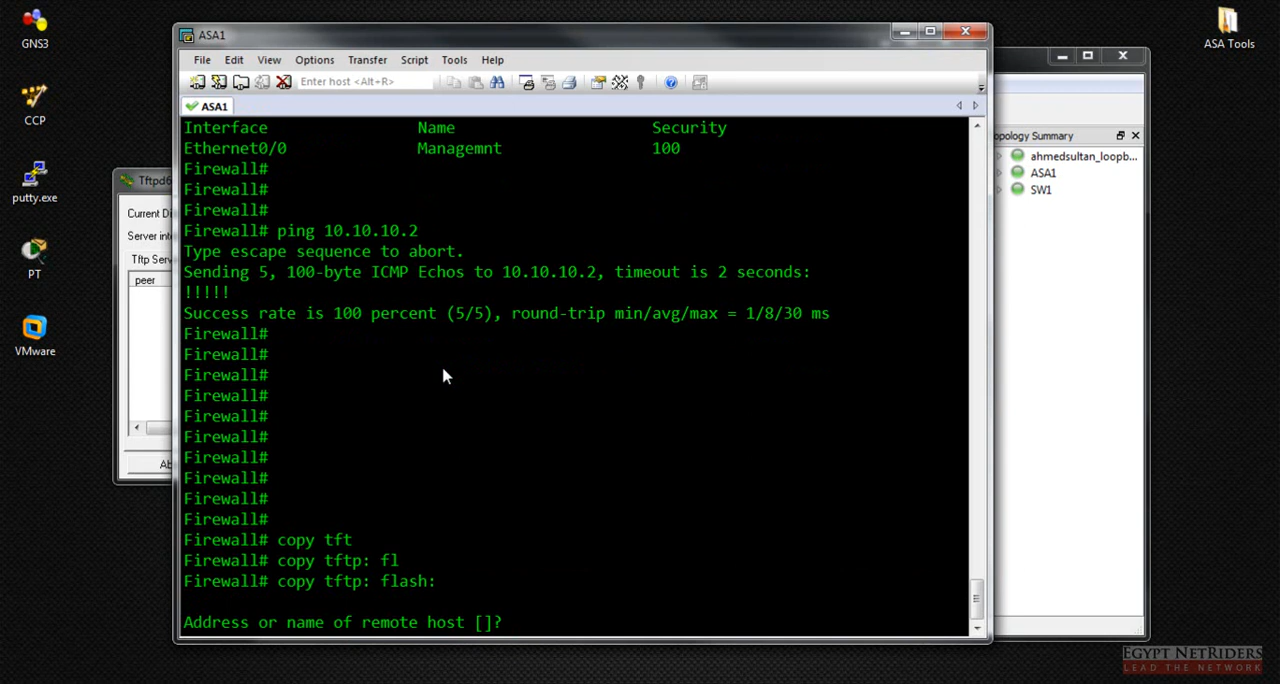 GNS3
CCP
putty.exe
PT
VMware
ASA Tools
Tftpd6
Current Di
Server int
Tftp Serv
peer
Ab
ASA1
File Edit View Options Transfer Script Tools Help
Enter host <Alt+R>
ASA1
Interface Name Security
Ethernet0/0 Managemnt 100
Firewall#
Firewall#
Firewall#
Firewall# ping 10.10.10.2
Type escape sequence to abort.
Sending 5, 100-byte ICMP Echos to 10.10.10.2, timeout is 2 seconds:
!!!!!
Success rate is 100 percent (5/5), round-trip min/avg/max = 1/8/30 ms
Firewall#
Firewall#
Firewall#
Firewall#
Firewall#
Firewall#
Firewall#
Firewall#
Firewall#
Firewall#
Firewall# copy tft
Firewall# copy tftp: fl
Firewall# copy tftp: flash:
Address or name of remote host []?
opology Summary
ahmedsultan_loopb...
ASA1
SW1
EGYPT NETRIDERS
LEAD THE NETWORK